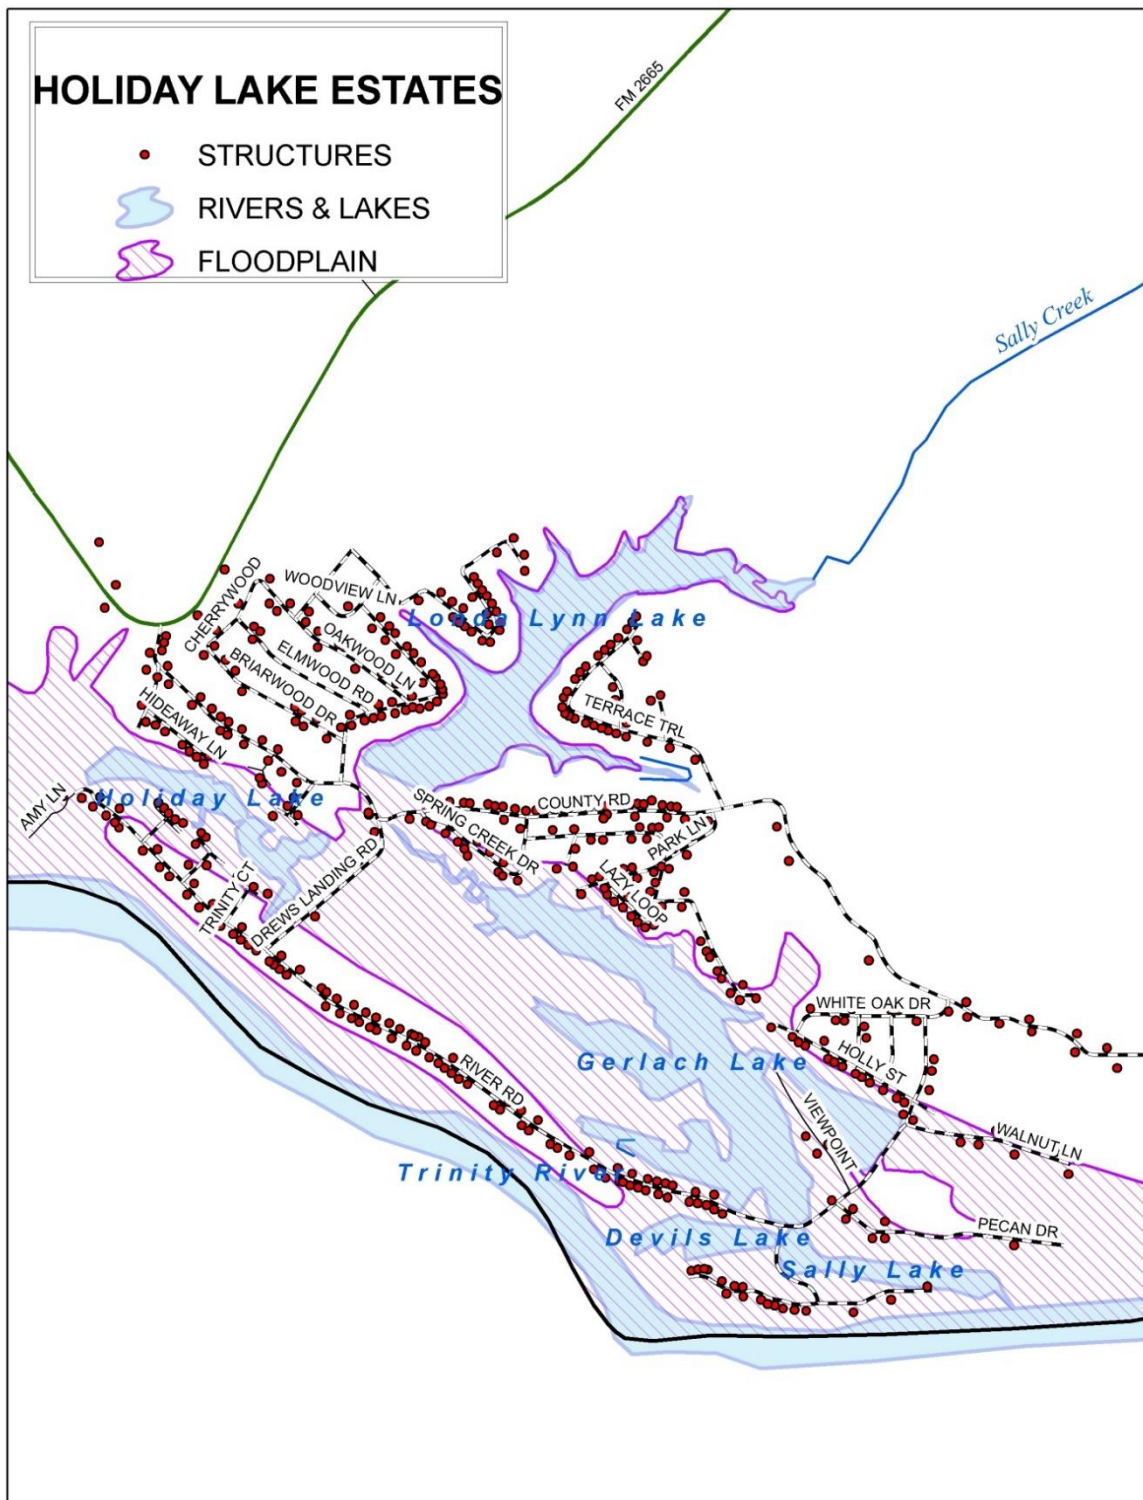 HOLIDAY LAKE ESTATES
STRUCTURES
RIVERS & LAKES
FLOODPLAIN
FM 2665
Sally Creek
CHERRYWOOD
WOODVIEW LN
Londa Lynn Lake
OAKWOOD LN
ELMWOOD RD
BRIARWOOD DR
HIDEAWAY LN
TERRACE TRL
AMY LN
Holiday Lake
SPRING CREEK DR
COUNTY RD
PARK LN
LAZY LOOP
TRINITY CT
DREWS LANDING RD
WHITE OAK DR
HOLLY ST
Gerlach Lake
RIVER RD
VIEWPOINT
WALNUT LN
Trinity River
PECAN DR
Devils Lake
Sally Lake